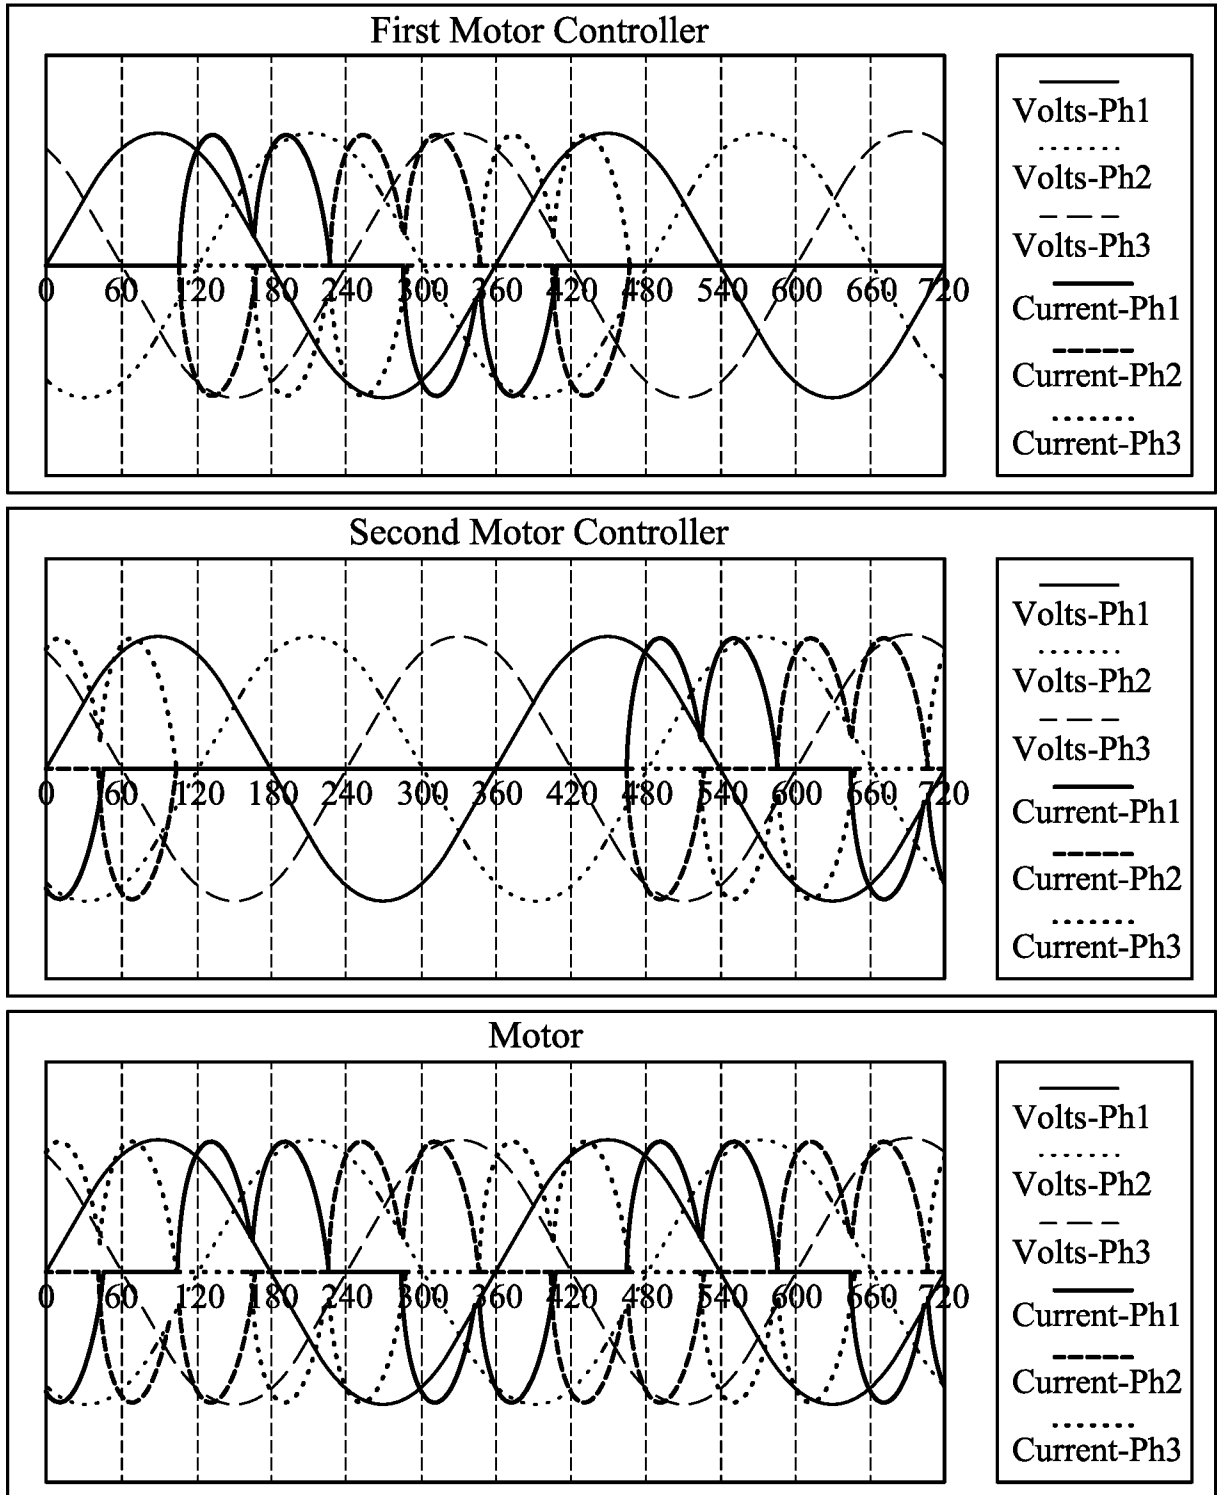 First Motor Controller
0 60 120 180 240 300 360 420 480 540 600 660 720
Volts-Ph1
Volts-Ph2
Volts-Ph3
Current-Ph1
Current-Ph2
Current-Ph3
Second Motor Controller
0 60 120 180 240 300 360 420 480 540 600 660 720
Volts-Ph1
Volts-Ph2
Volts-Ph3
Current-Ph1
Current-Ph2
Current-Ph3
Motor
0 60 120 180 240 300 360 420 480 540 600 660 720
Volts-Ph1
Volts-Ph2
Volts-Ph3
Current-Ph1
Current-Ph2
Current-Ph3